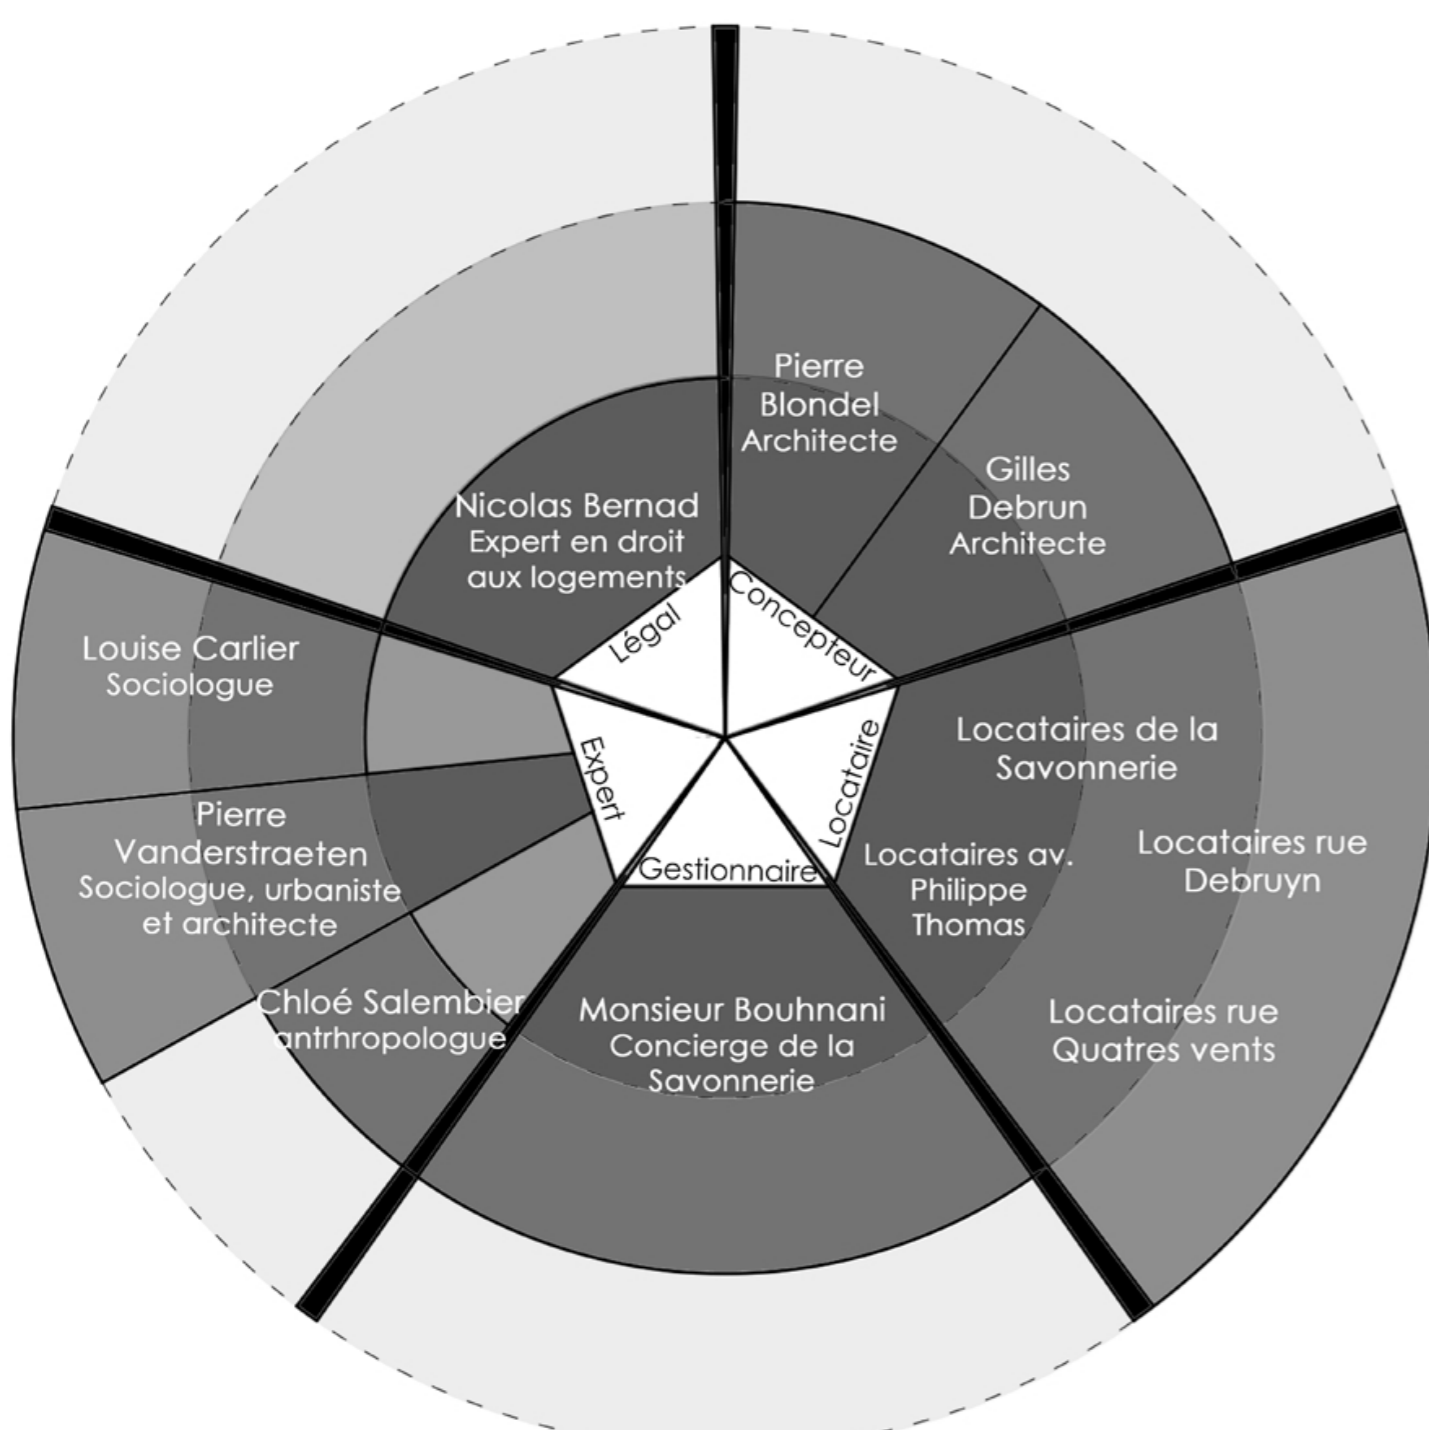 Pierre
Blondel
Architecte
Gilles
Debrun
Architecte
Nicolas Bernad
Expert en droit
aux logements
Légal
Concepteur
Louise Carlier
Sociologue
Expert
Locataire
Gestionnaire
Locataires de la
Savonnerie
Pierre
Vanderstraeten
Sociologue, urbaniste
et architecte
Locataires av.
Philippe
Thomas
Locataires rue
Debruyn
Chloé Salembier
antrhropologue
Monsieur Bouhnani
Concierge de la
Savonnerie
Locataires rue
Quatres vents